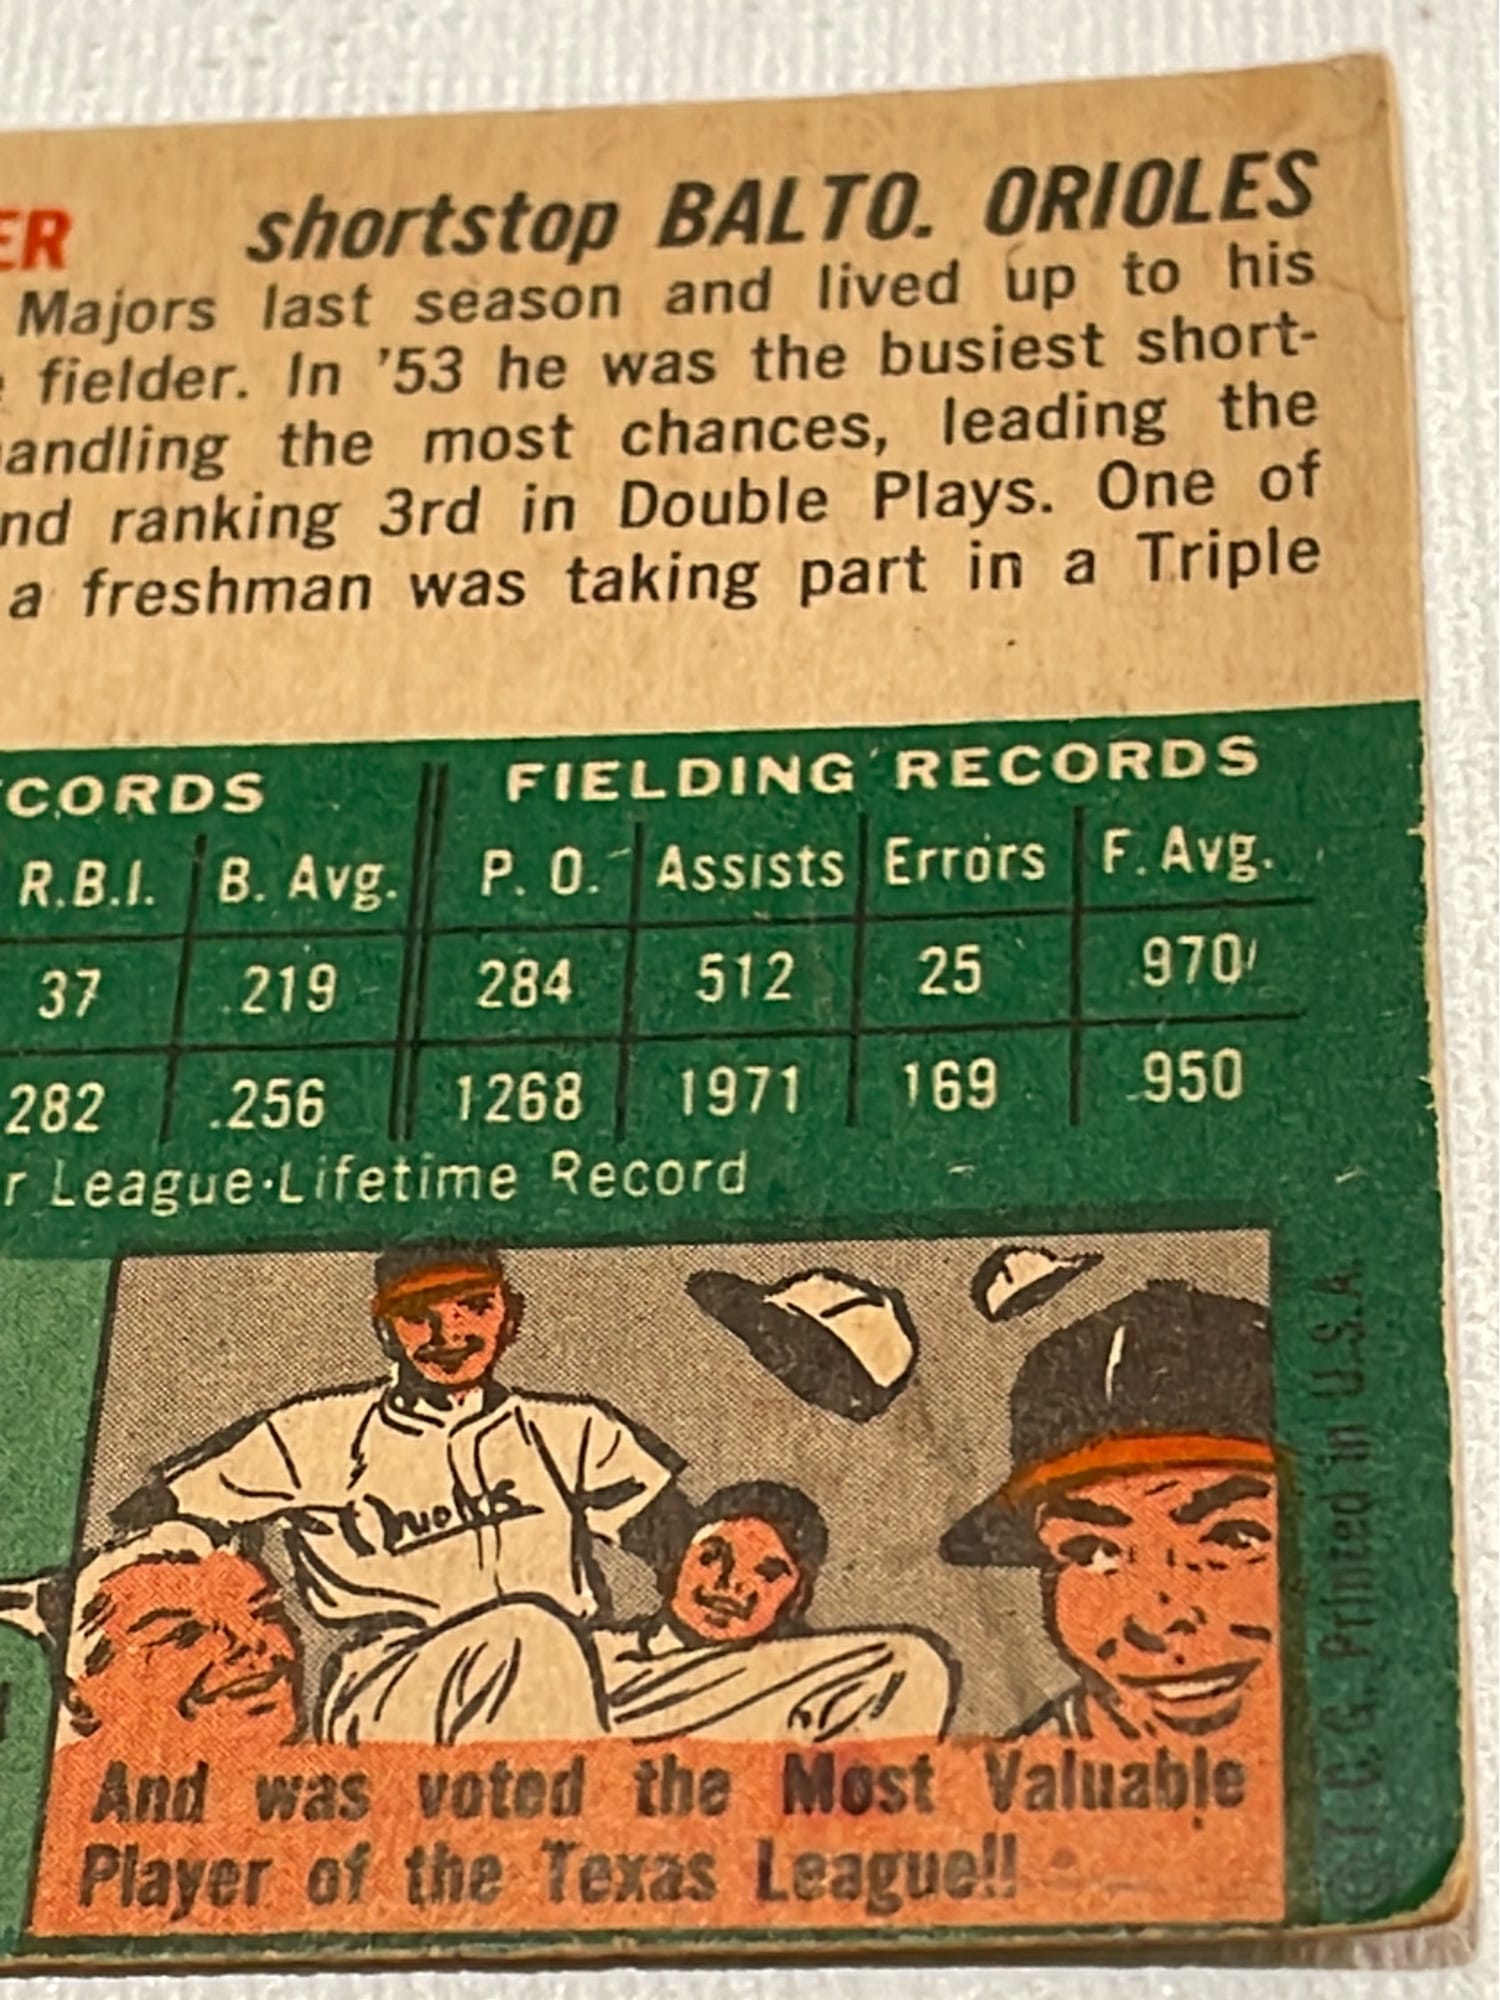 ER shortstop BALTO. ORIOLES
Majors last season and lived up to his
fielder. In '53 he was the busiest short-
andling the most chances, leading the
nd ranking 3rd in Double Plays. One of
a freshman was taking part in a Triple
CORDS FIELDING RECORDS
R.B.I. B. Avg. P. O. Assists Errors F. Avg.
37 .219 284 512 25 .970
282 .256 1268 1971 169 .950
r League·Lifetime Record
And was voted the Most Valuable
Player of the Texas League!!
© T.C.G. Printed in U.S.A.